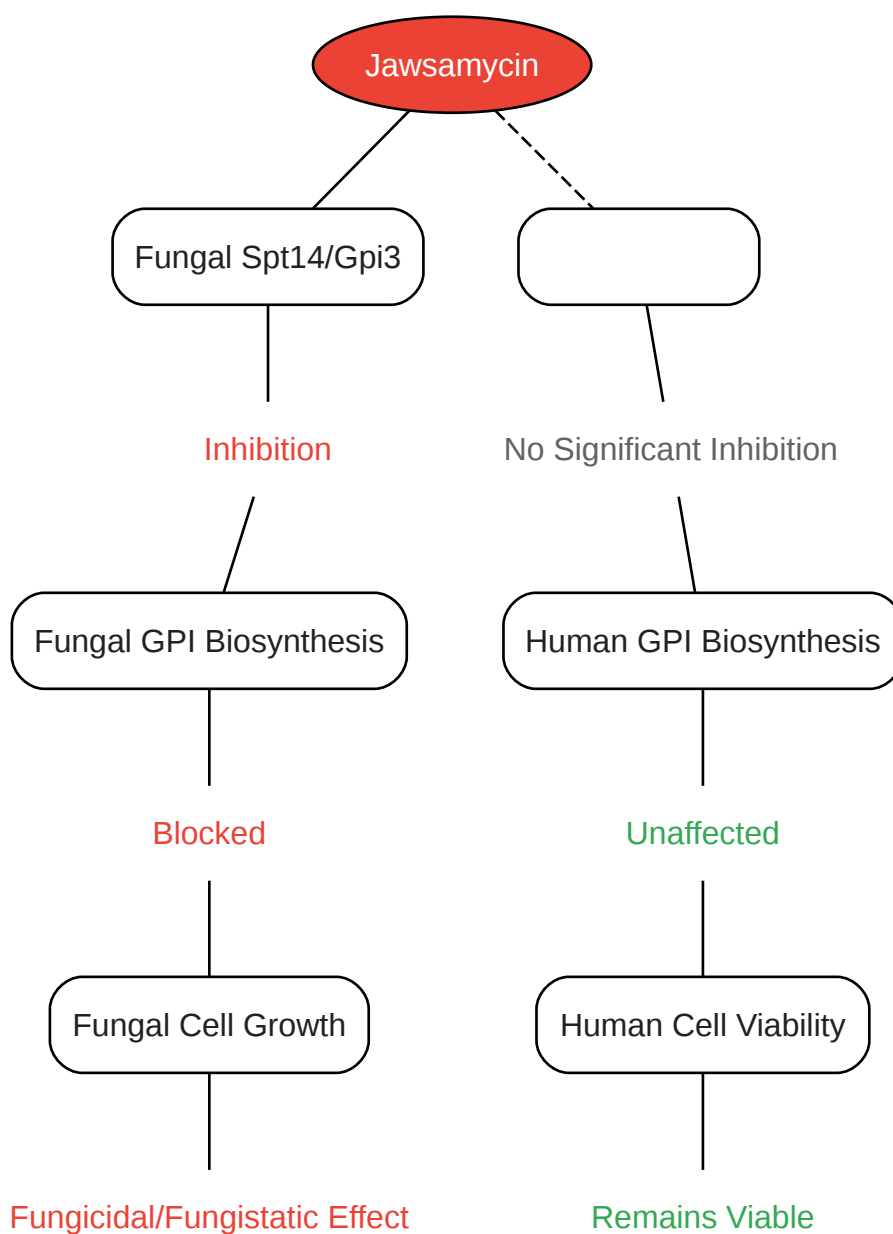 Jawsamycin
Fungal Spt14/Gpi3
Inhibition
No Significant Inhibition
Fungal GPI Biosynthesis
Human GPI Biosynthesis
Blocked
Unaffected
Fungal Cell Growth
Human Cell Viability
Fungicidal/Fungistatic Effect
Remains Viable